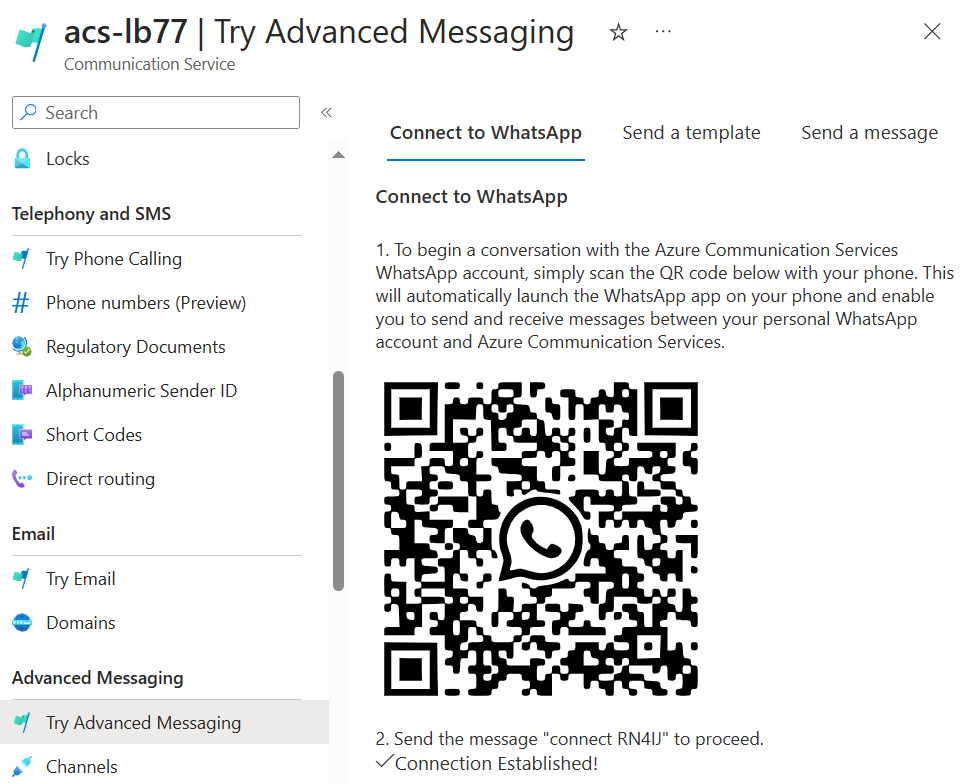 acs-lb77 | Try Advanced Messaging
Communication Service
Search
Locks
Telephony and SMS
Try Phone Calling
Phone numbers (Preview)
Regulatory Documents
Alphanumeric Sender ID
Short Codes
Direct routing
Email
Try Email
Domains
Advanced Messaging
Try Advanced Messaging
Channels
Connect to WhatsApp
Send a template
Send a message
Connect to WhatsApp
1. To begin a conversation with the Azure Communication Services
WhatsApp account, simply scan the QR code below with your phone. This
will automatically launch the WhatsApp app on your phone and enable
you to send and receive messages between your personal WhatsApp
account and Azure Communication Services.
2. Send the message "connect RN4IJ" to proceed.
Connection Established!